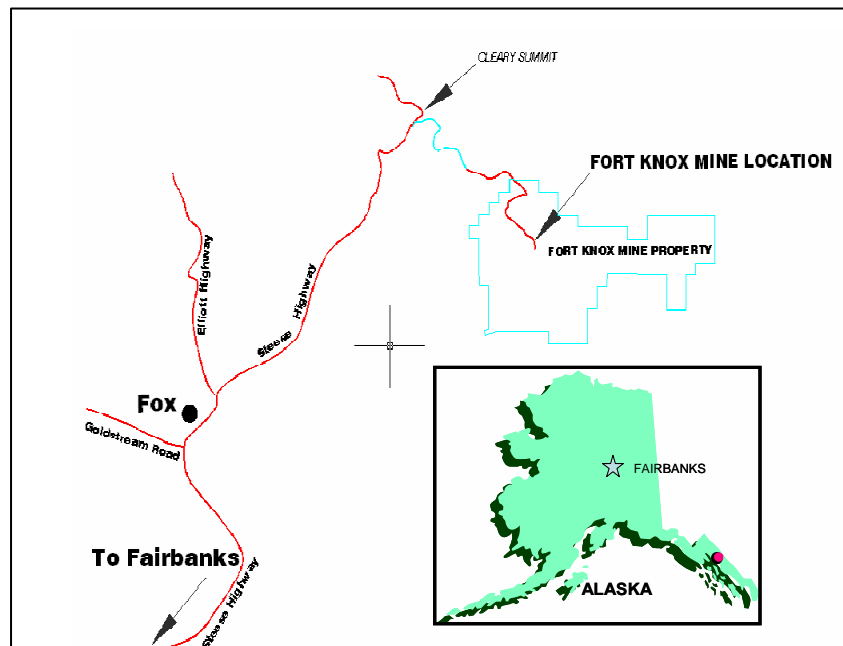 CLEARY SUMMIT
FORT KNOX MINE LOCATION
FORT KNOX MINE PROPERTY
Elliott Highway
Steese Highway
Fox
Goldstream Road
FAIRBANKS
To Fairbanks
Steese Highway
ALASKA